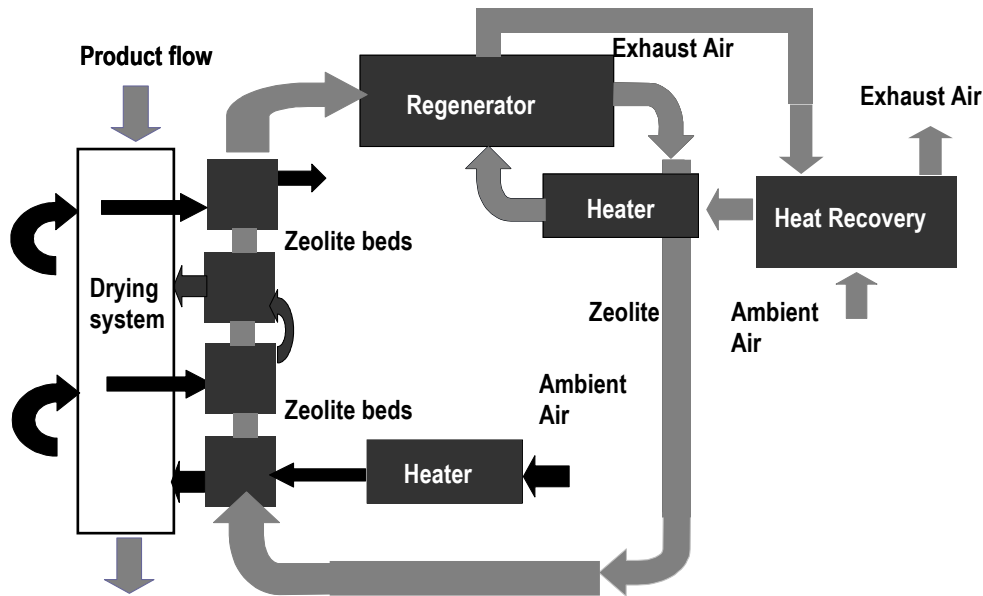 Product flow
Exhaust Air
Regenerator
Exhaust Air
Heater
Heat Recovery
Zeolite beds
Drying
system
Zeolite
Ambient
Air
Ambient
Air
Zeolite beds
Heater